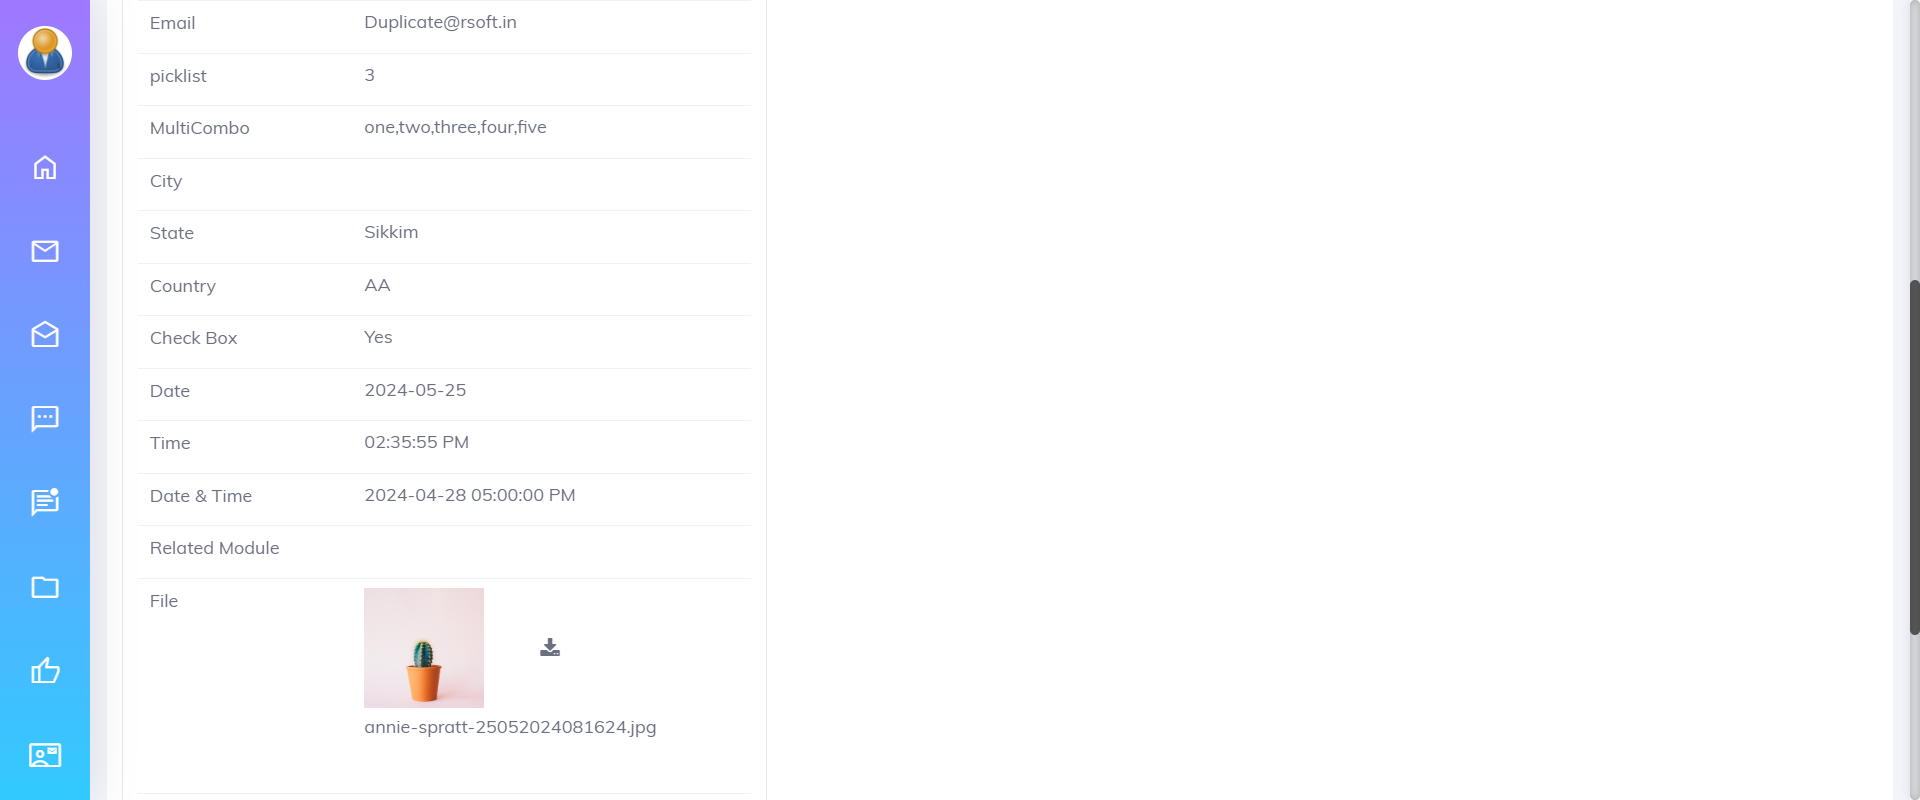 Email Duplicate@rsoft.in
picklist 3
MultiCombo one,two,three,four,five
City
State Sikkim
Country AA
Check Box Yes
Date 2024-05-25
Time 02:35:55 PM
Date & Time 2024-04-28 05:00:00 PM
Related Module
File
annie-spratt-25052024081624.jpg